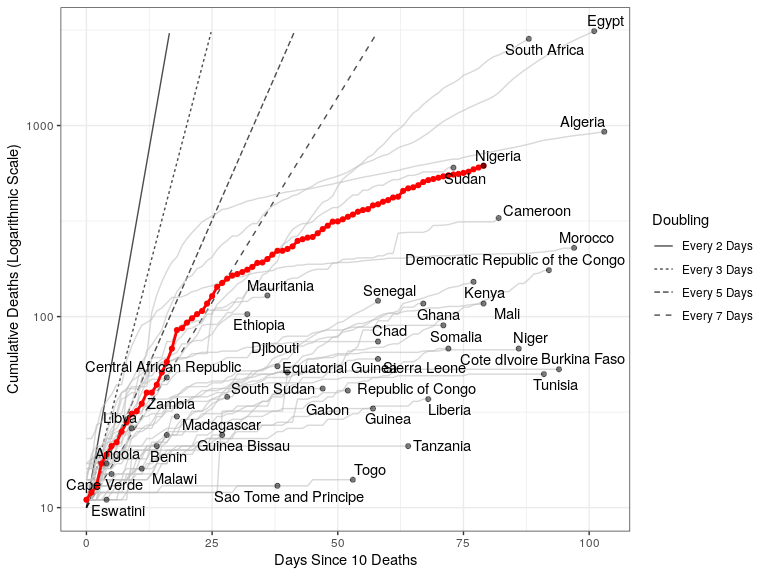 Egypt
South Africa
1000
Algeria
Nigeria
Sudan
Cameroon
Doubling
Morocco
Every 2 Days
Democratic Republic of the Congo
Every 3 Days
Mauritania
Senegal
Kenya
Every 5 Days
100
Ethiopia
Ghana
Mali
Every 7 Days
Chad
Djibouti
Somalia
Niger
Central African Republic
Equatorial Guinea
Sierra Leone
Cote dIvoire
Burkina Faso
South Sudan
Republic of Congo
Tunisia
Zambia
Gabon
Liberia
Libya
Madagascar
Guinea
Guinea Bissau
Tanzania
Angola
Benin
Togo
Cape Verde
Malawi
Sao Tome and Principe
10
Eswatini
0
25
50
75
100
Days Since 10 Deaths
Cumulative Deaths (Logarithmic Scale)